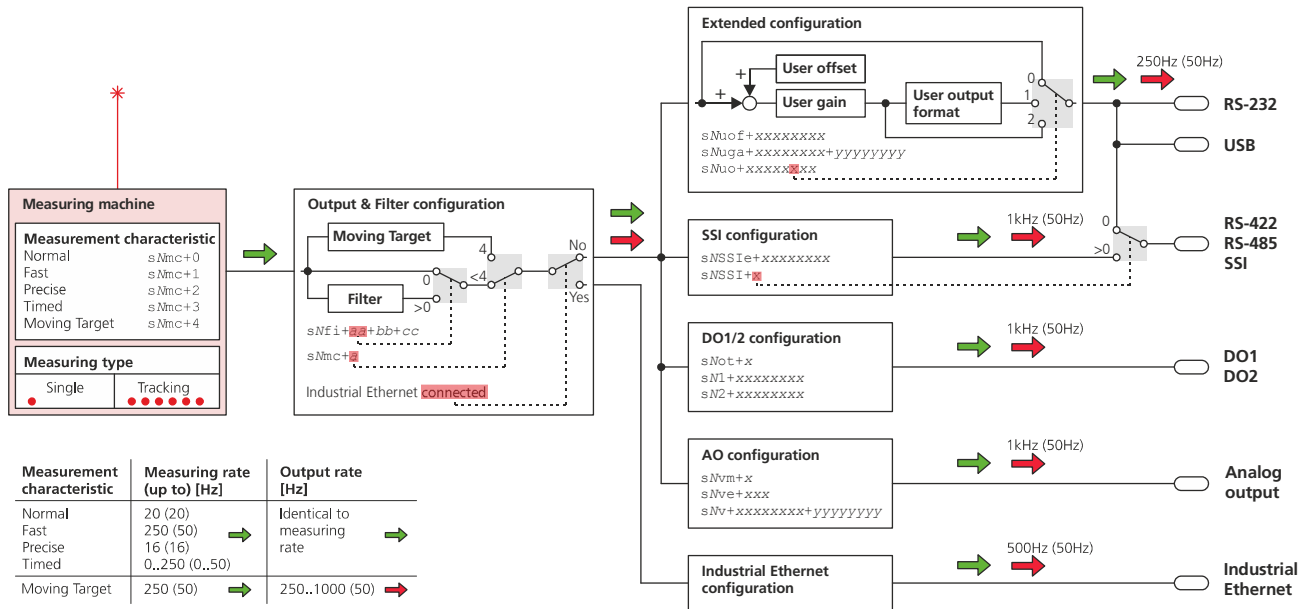 Measuring machine
Measurement characteristic
Normal sNmc+0
Fast sNmc+1
Precise sNmc+2
Timed sNmc+3
Moving Target sNmc+4
Measuring type
Single
Tracking
Output & Filter configuration
Moving Target
4
0
<4
Filter
>0
No
Yes
sNfi+aa+bb+cc
sNmc+a
Industrial Ethernet connected
Extended configuration
User offset
+
+
User gain
User output
format
0
1
2
sNuof+xxxxxxxx
sNuga+xxxxxxxx+yyyyyyyy
sNuo+xxxxxxxx
250Hz (50Hz)
RS-232
USB
SSI configuration
sNSSIe+xxxxxxxx
sNSSI+x
1kHz (50Hz)
0
>0
RS-422
RS-485
SSI
DO1/2 configuration
sNot+x
sN1+xxxxxxxx
sN2+xxxxxxxx
1kHz (50Hz)
DO1
DO2
AO configuration
sNvm+x
sNve+xxx
sNv+xxxxxxxx+yyyyyyyy
1kHz (50Hz)
Analog
output
Industrial Ethernet
configuration
500Hz (50Hz)
Industrial
Ethernet
Measurement Measuring rate Output rate
characteristic (up to) [Hz] [Hz]
Normal 20 (20) Identical to
Fast 250 (50) measuring
Precise 16 (16) rate
Timed 0..250 (0..50)
Moving Target 250 (50) 250..1000 (50)